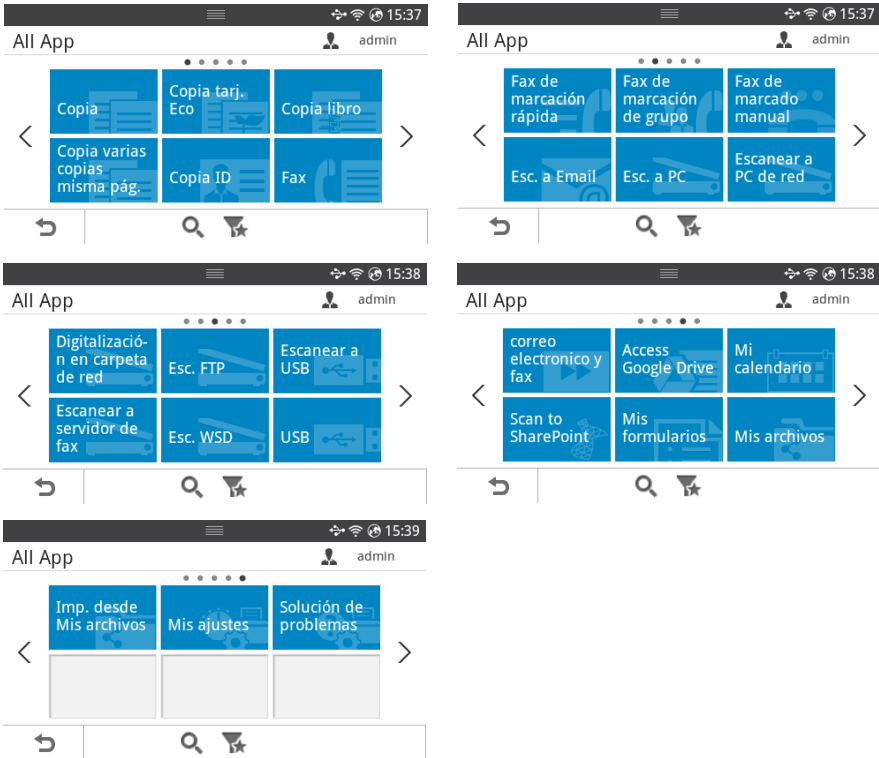 15:37
All App
admin
Copia
Copia tarj.
Eco
Copia libro
Copia varias
copias
misma pág.
Copia ID
Fax
15:37
All App
admin
Fax de
marcación
rápida
Fax de
marcación
de grupo
Fax de
marcado
manual
Esc. a Email
Esc. a PC
Escanear a
PC de red
15:38
All App
admin
Digitalizació-
n en carpeta
de red
Esc. FTP
Escanear a
USB
Escanear a
servidor de
fax
Esc. WSD
USB
15:38
All App
admin
correo
electronico y
fax
Access
Google Drive
Mi
calendario
Scan to
SharePoint
Mis
formularios
Mis archivos
15:39
All App
admin
Imp. desde
Mis archivos
Mis ajustes
Solución de
problemas